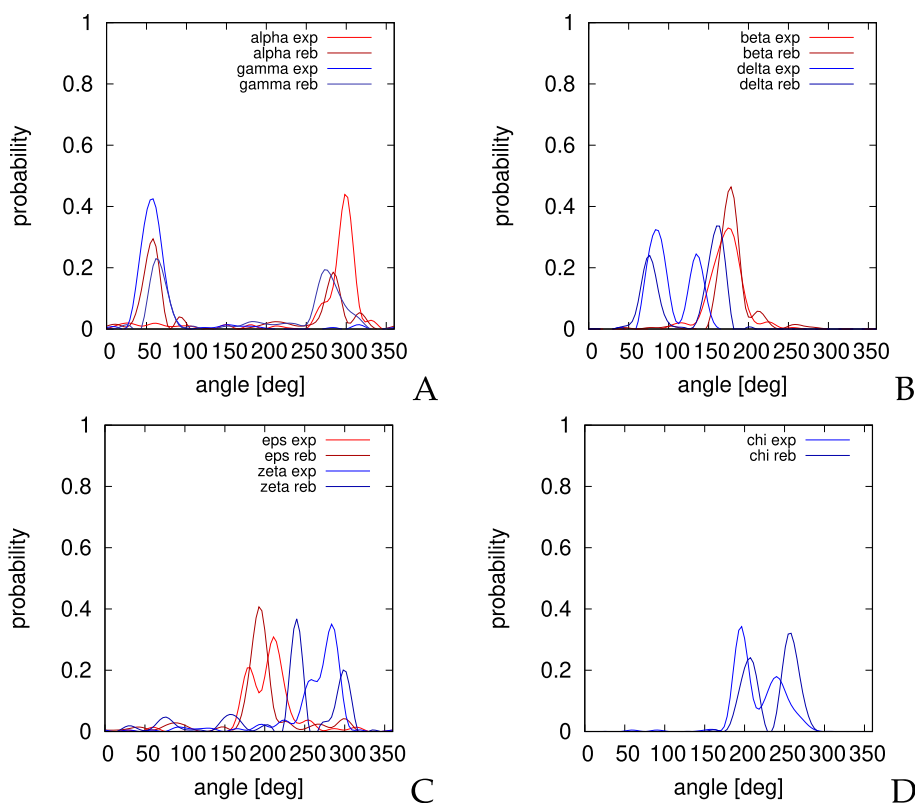 1
0.8
0.6
0.4
0.2
0
probability
alpha exp
alpha reb
gamma exp
gamma reb
0 50 100 150 200 250 300 350
angle [deg]
A
1
0.8
0.6
0.4
0.2
0
probability
beta exp
beta reb
delta exp
delta reb
0 50 100 150 200 250 300 350
angle [deg]
B
1
0.8
0.6
0.4
0.2
0
probability
eps exp
eps reb
zeta exp
zeta reb
0 50 100 150 200 250 300 350
angle [deg]
C
1
0.8
0.6
0.4
0.2
0
probability
chi exp
chi reb
0 50 100 150 200 250 300 350
angle [deg]
D